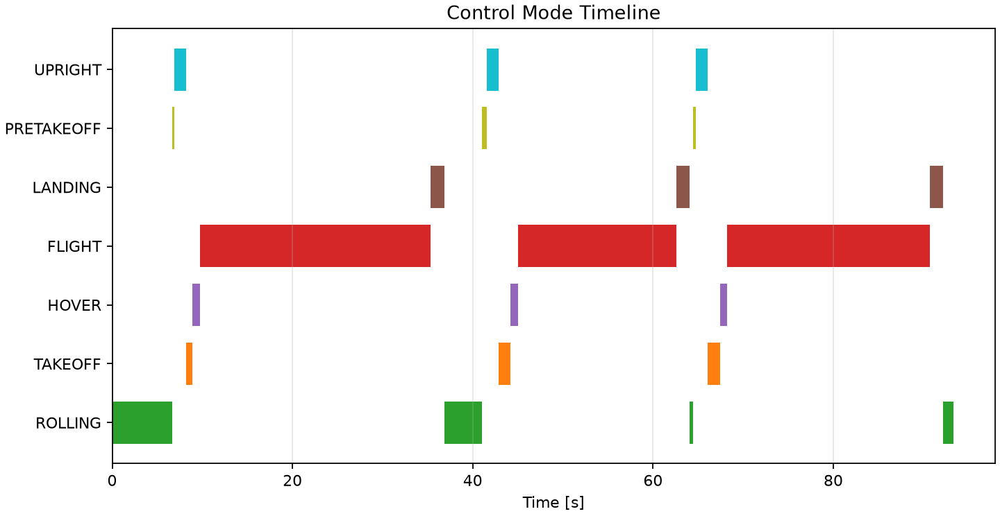 Control Mode Timeline
UPRIGHT
PRETAKEOFF
LANDING
FLIGHT
HOVER
TAKEOFF
ROLLING
0 20 40 60 80
Time [s]